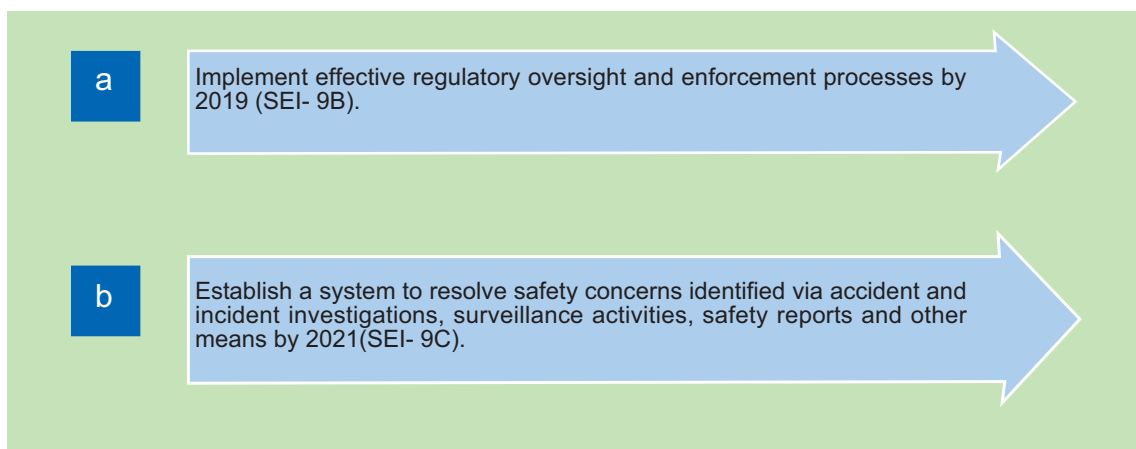 a
Implement effective regulatory oversight and enforcement processes by
2019 (SEI- 9B).
b
Establish a system to resolve safety concerns identified via accident and
incident investigations, surveillance activities, safety reports and other
means by 2021(SEI- 9C).